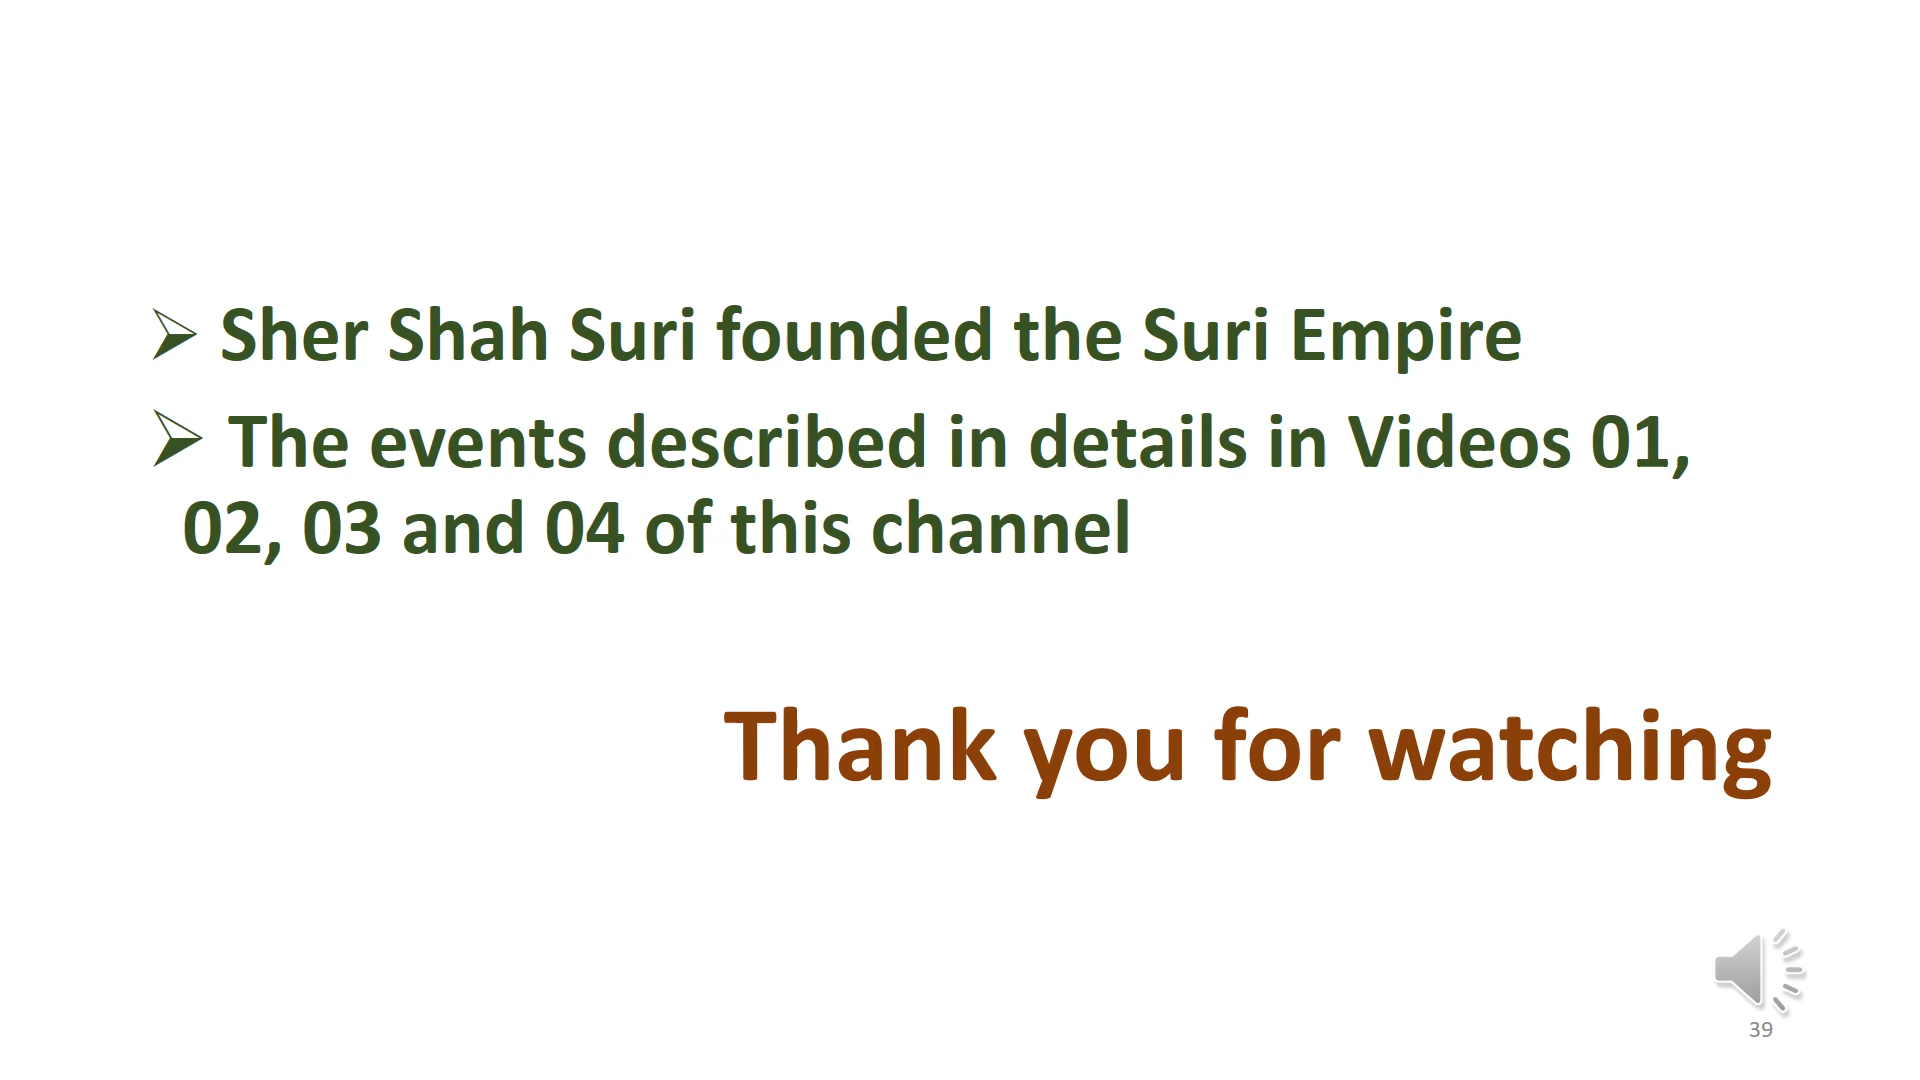 Sher Shah Suri founded the Suri Empire
The events described in details in Videos 01,
02, 03 and 04 of this channel
Thank you for watching
39